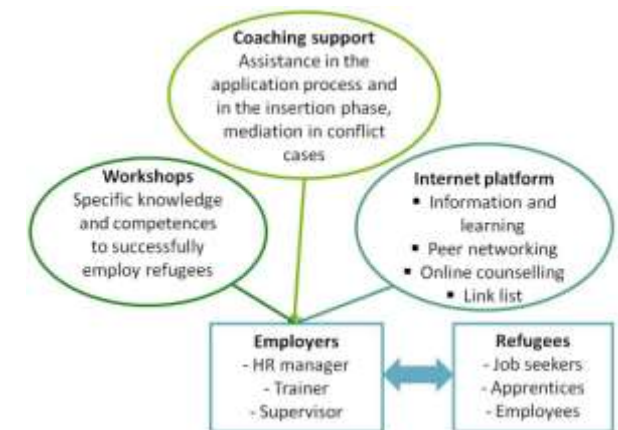 Coaching support
Assistance in the
application process and
in the insertion phase,
mediation in conflict
cases
Workshops
Specific knowledge
and competences
to successfully
employ refugees
Internet platform
▪ Information and
learning
▪ Peer networking
▪ Online counselling
▪ Link list
Employers
- HR manager
- Trainer
- Supervisor
Refugees
- Job seekers
- Apprentices
- Employees